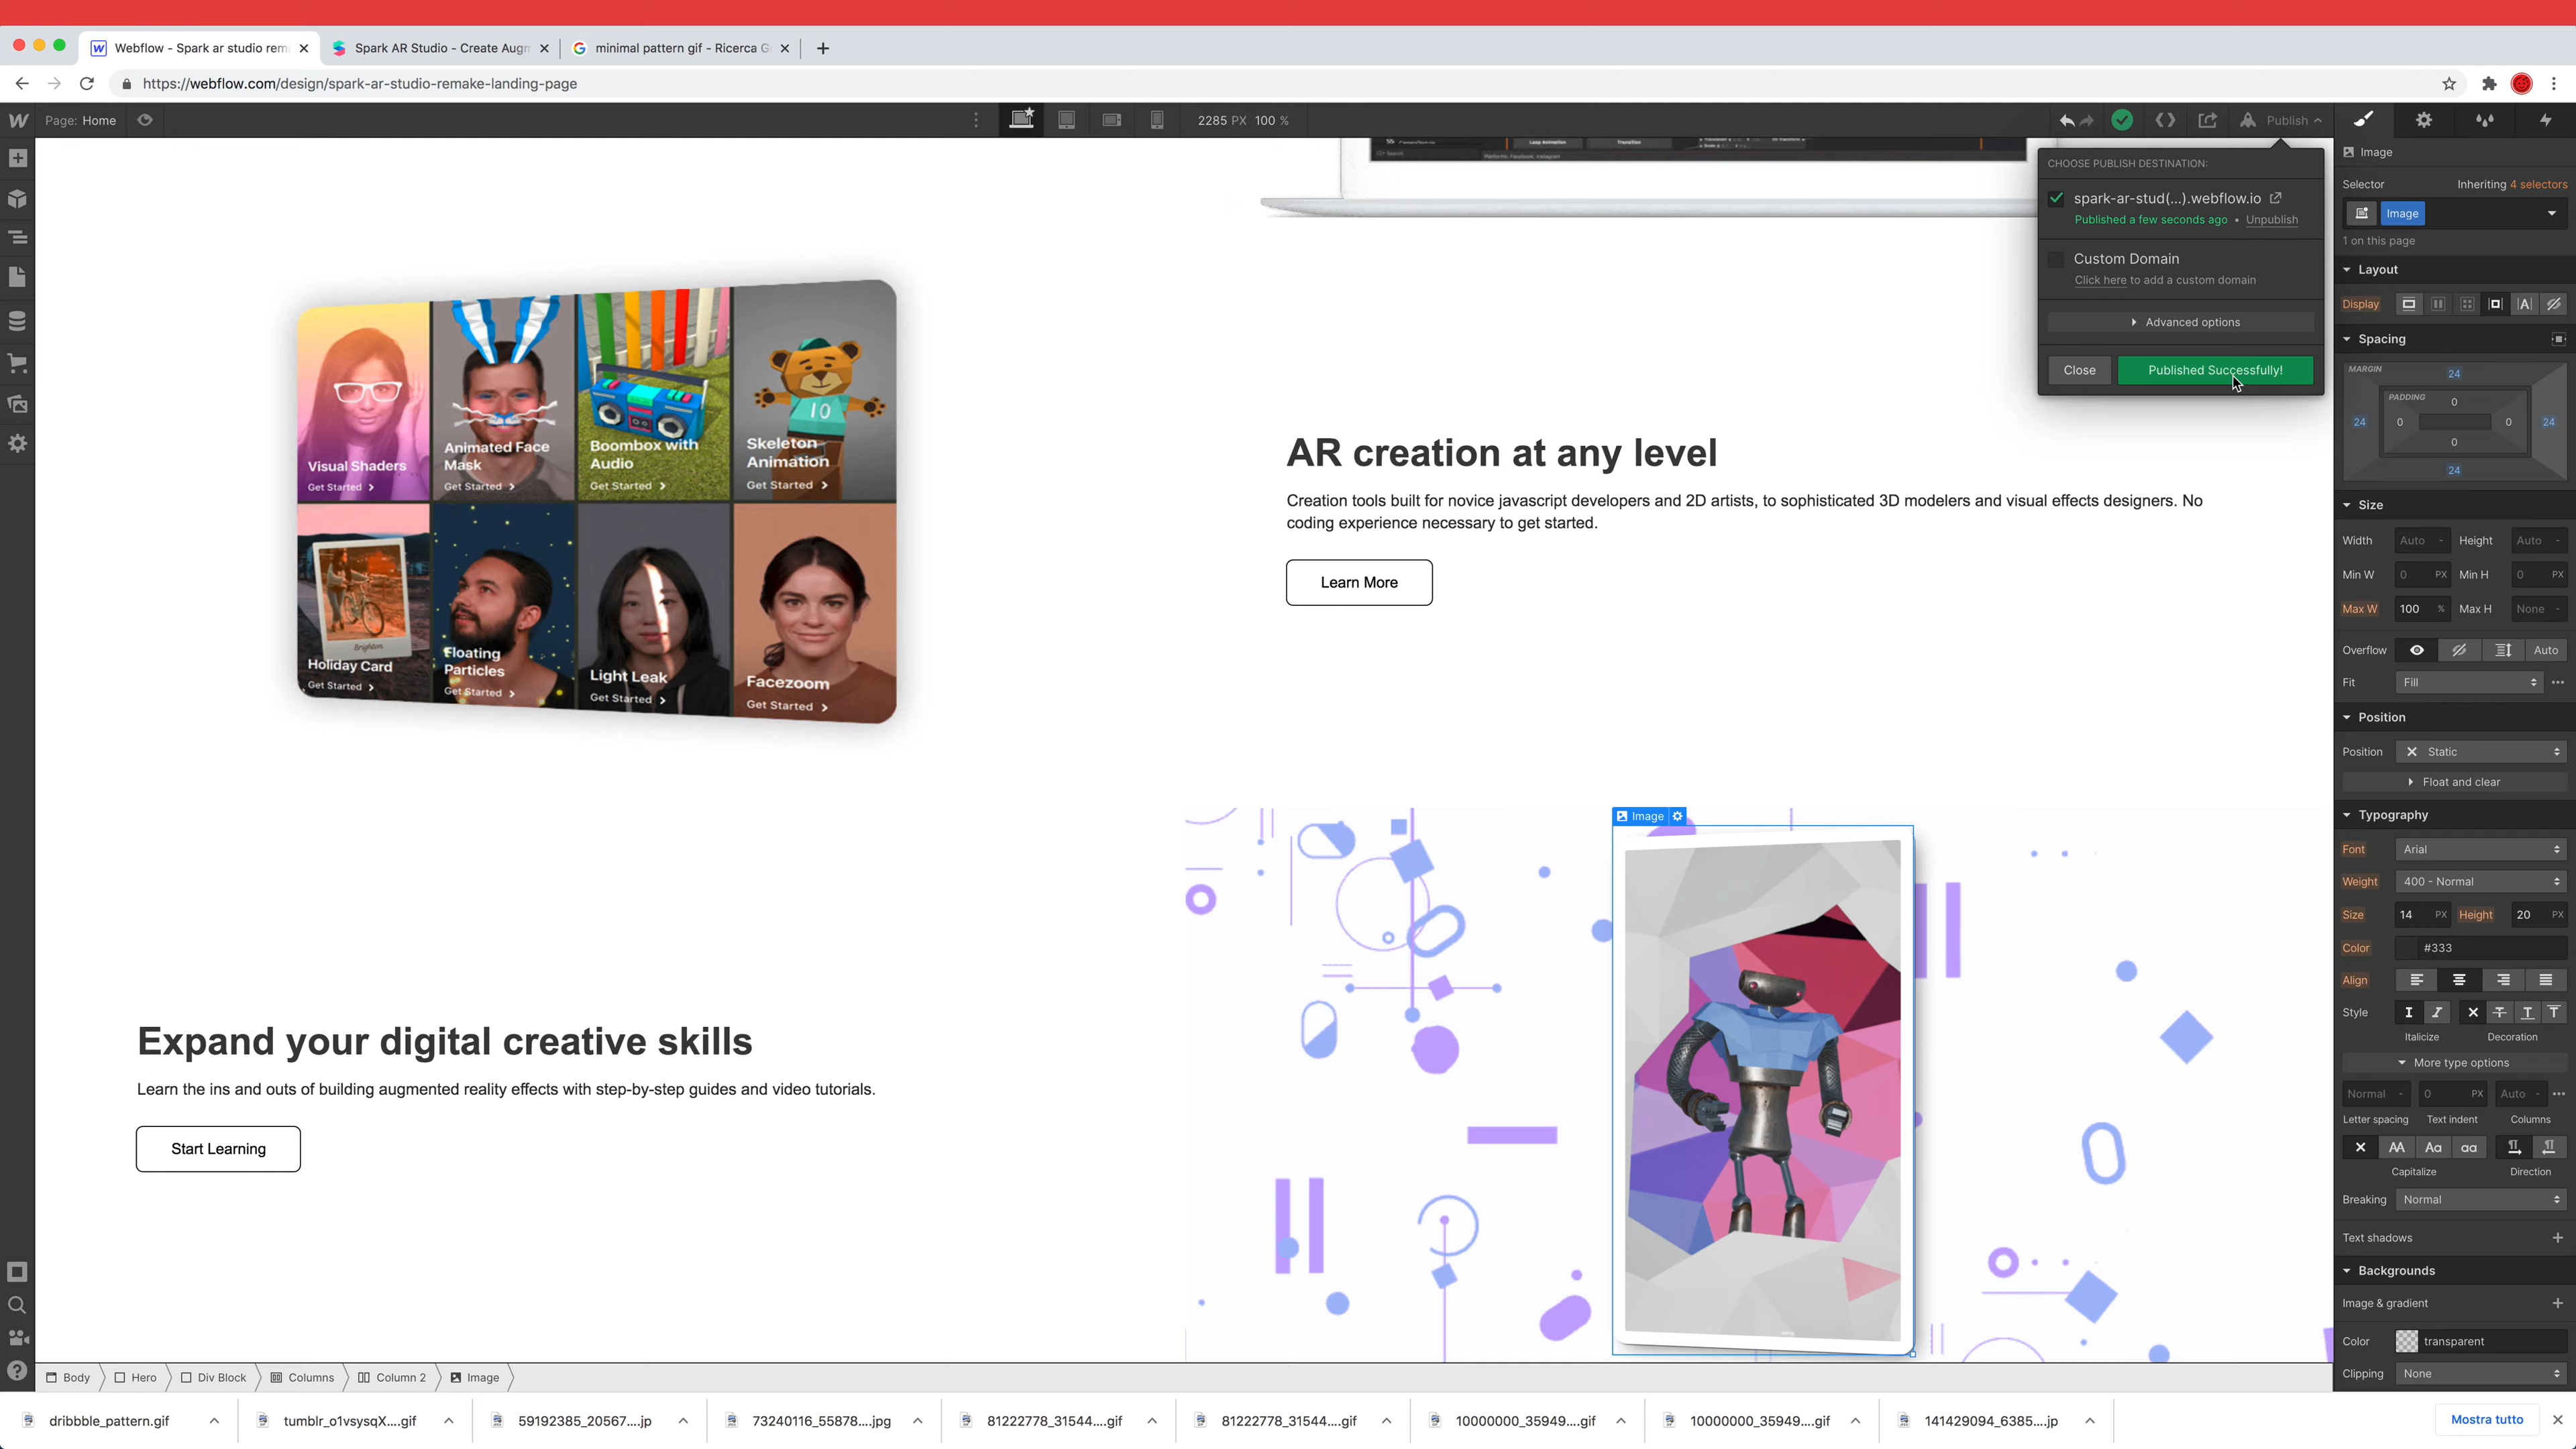 Webflow - Spark ar studio rem
Spark AR Studio - Create Augm
minimal pattern gif - Ricerca G
https://webflow.com/design/spark-ar-studio-remake-landing-page
Page: Home
2285 PX 100 %
Publish
CHOOSE PUBLISH DESTINATION:
spark-ar-stud(...).webflow.io
Published a few seconds ago • Unpublish
Custom Domain
Click here to add a custom domain
Advanced options
Close
Published Successfully!
Visual Shaders
Get Started >
Animated Face
Mask
Get Started >
Boombox with
Audio
Get Started >
10
Skeleton
Animation
Get Started >
Brighton
Holiday Card
Get Started >
Floating
Particles
Get Started >
Light Leak
Get Started >
Facezoom
Get Started >
AR creation at any level
Creation tools built for novice javascript developers and 2D artists, to sophisticated 3D modelers and visual effects designers. No
coding experience necessary to get started.
Learn More
Image
Expand your digital creative skills
Learn the ins and outs of building augmented reality effects with step-by-step guides and video tutorials.
Start Learning
Image
Selector
Inheriting 4 selectors
Image
1 on this page
Layout
Display
Spacing
MARGIN
24
PADDING
0
24 0 0 24
0
24
Size
Width Auto - Height Auto -
Min W 0 PX Min H 0 PX
Max W 100 % Max H None -
Overflow Auto
Fit Fill
Position
Position Static
Float and clear
Typography
Font Arial
Weight 400 - Normal
Size 14 PX Height 20 PX
Color #333
Align
Style
Italicize Decoration
More type options
Normal - 0 PX Auto -
Letter spacing Text indent Columns
AA Aa aa
Capitalize Direction
Breaking Normal
Text shadows
Backgrounds
Image & gradient
Color transparent
Clipping None
Body
Hero
Div Block
Columns
Column 2
Image
dribbble_pattern.gif
tumblr_o1vsysqX....gif
59192385_20567....jp
73240116_55878....jpg
81222778_31544....gif
81222778_31544....gif
10000000_35949....gif
10000000_35949....gif
141429094_6385....jp
Mostra tutto